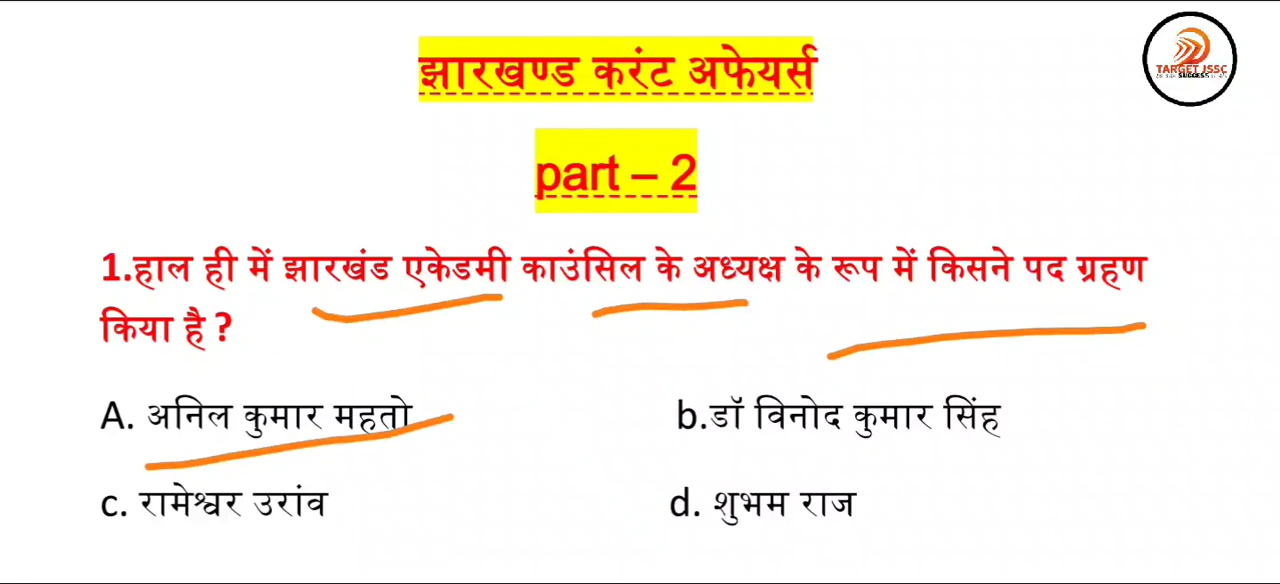 झारखण्ड करंट अफेयर्स
TARGET JSSC
SUCCESS
part – 2
1.हाल ही में झारखंड एकेडमी काउंसिल के अध्यक्ष के रूप में किसने पद ग्रहण
किया है ?
A. अनिल कुमार महतो
b.डॉ विनोद कुमार सिंह
c. रामेश्वर उरांव
d. शुभम राज